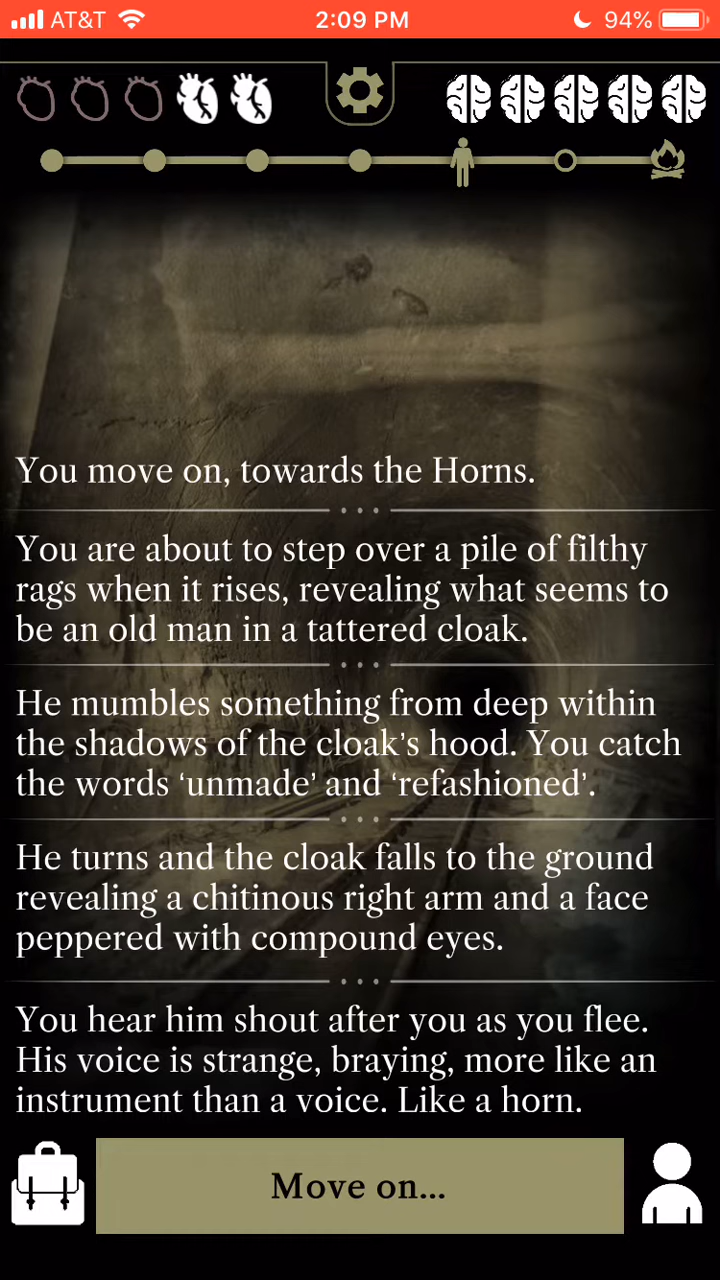 AT&T 2:09 PM 94%
You move on, towards the Horns.
You are about to step over a pile of filthy
rags when it rises, revealing what seems to
be an old man in a tattered cloak.
He mumbles something from deep within
the shadows of the cloak’s hood. You catch
the words ‘unmade’ and ‘refashioned’.
He turns and the cloak falls to the ground
revealing a chitinous right arm and a face
peppered with compound eyes.
You hear him shout after you as you flee.
His voice is strange, braying, more like an
instrument than a voice. Like a horn.
Move on...